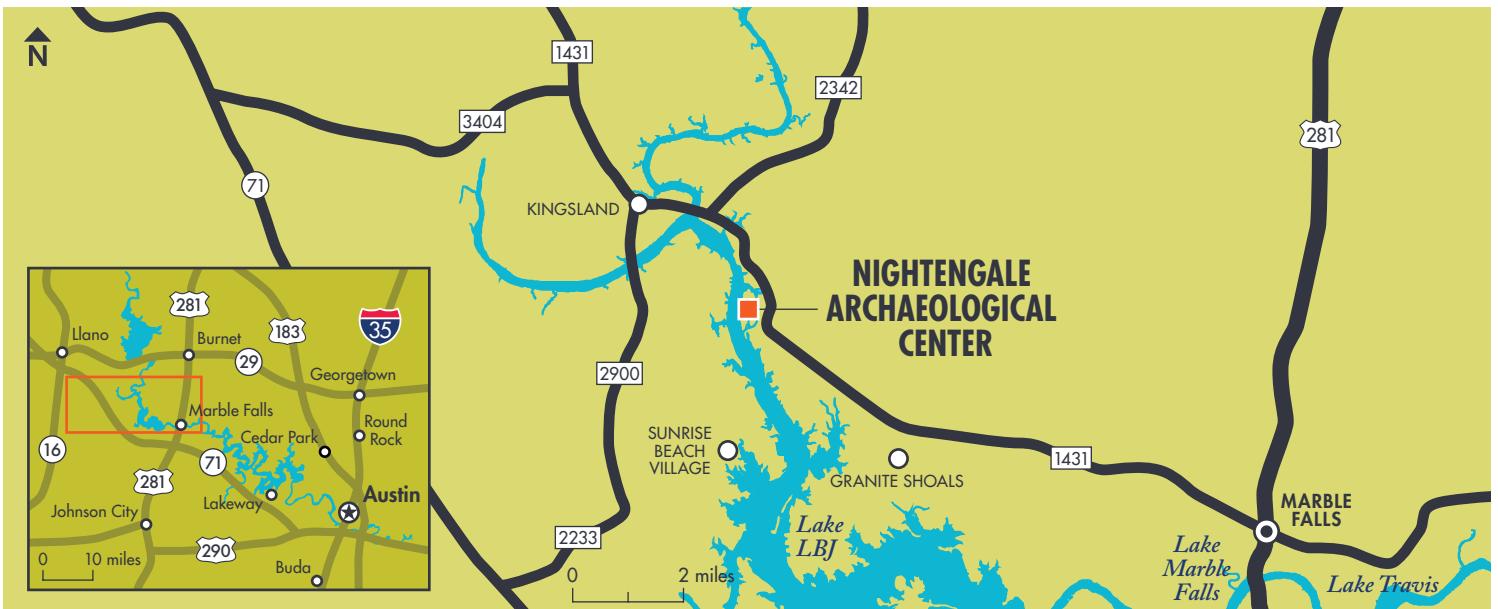 N
1431
2342
3404
281
71
KINGSLAND
NIGHTENGALE
ARCHAEOLOGICAL
CENTER
2900
SUNRISE
BEACH
VILLAGE
GRANITE SHOALS
1431
MARBLE
FALLS
2233
Lake
LBJ
Lake
Marble
Falls
Lake Travis
0 2 miles
281
183
35
Llano
Burnet
29
Georgetown
Marble Falls
Round
Rock
Cedar Park
16
71
281
Lakeway
Austin
Johnson City
290
0 10 miles
Buda